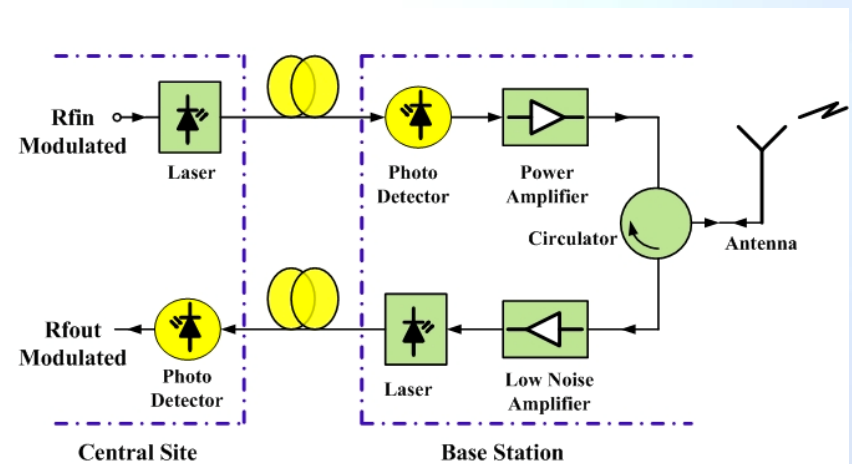 Rfin
Modulated
Laser
Photo
Detector
Power
Amplifier
Circulator
Antenna
Rfout
Modulated
Photo
Detector
Laser
Low Noise
Amplifier
Central Site
Base Station